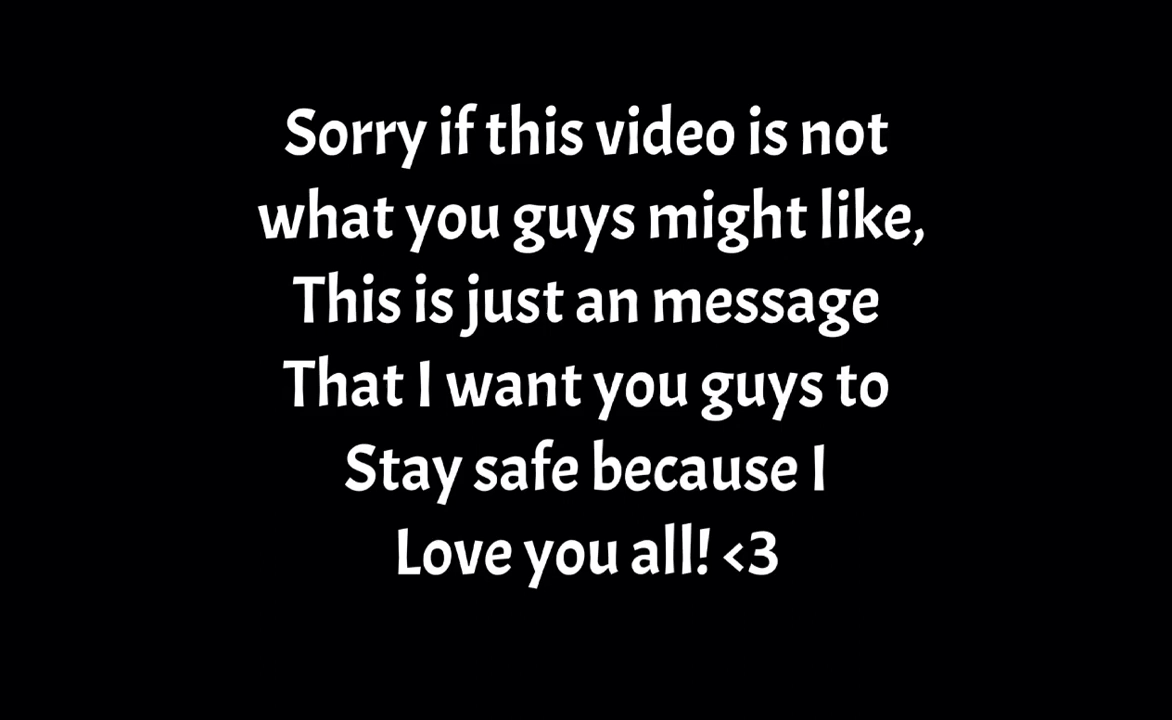 Sorry if this video is not
what you guys might like,
This is just an message
That I want you guys to
Stay safe because I
Love you all! <3